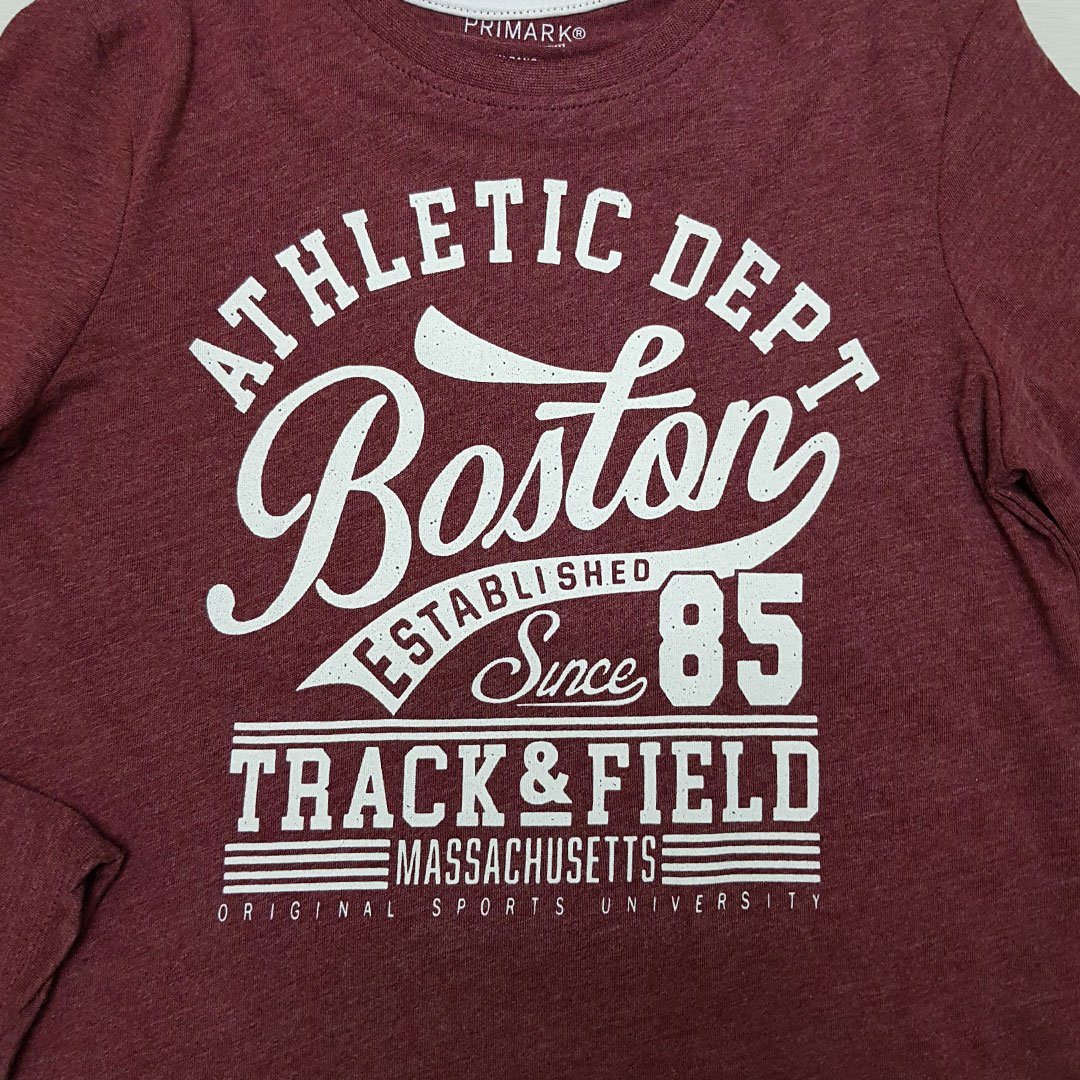 PRIMARK®
ATHLETIC DEPT
Boston
ESTABLISHED
Since 85
TRACK & FIELD
MASSACHUSETTS
ORIGINAL SPORTS UNIVERSITY